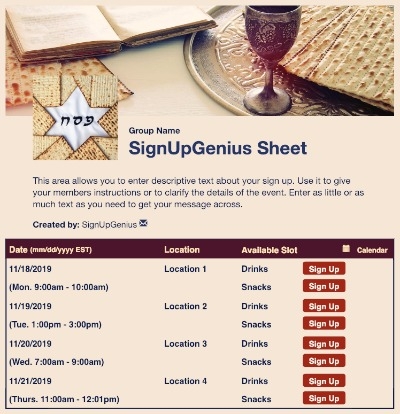 פסח
Group Name
SignUpGenius Sheet
This area allows you to enter descriptive text about your sign up. Use it to give
your members instructions or to clarify the details of the event. Enter as little or as
much text as you need to get your message across.
Created by: SignUpGenius
Date (mm/dd/yyyy EST) Location Available Slot Calendar
11/18/2019 Location 1 Drinks Sign Up
(Mon. 9:00am - 10:00am) Snacks Sign Up
11/19/2019 Location 2 Drinks Sign Up
(Tue. 1:00pm - 3:00pm) Snacks Sign Up
11/20/2019 Location 3 Drinks Sign Up
(Wed. 7:00am - 9:00am) Snacks Sign Up
11/21/2019 Location 4 Drinks Sign Up
(Thurs. 11:00am - 12:01pm) Snacks Sign Up